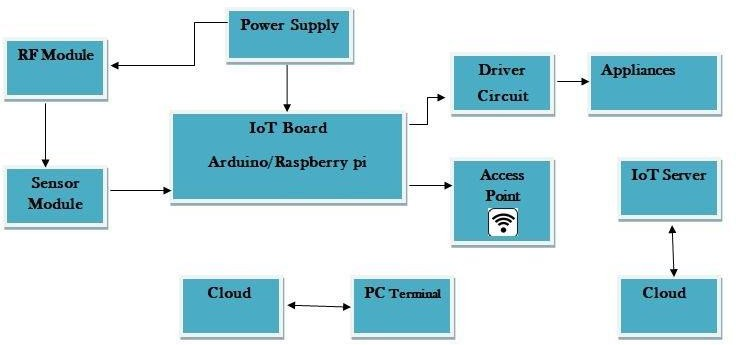 Power Supply
RF Module
Driver
Circuit
Appliances
IoT Board
Arduino/Raspberry pi
Sensor
Module
Access
Point
IoT Server
Cloud
PC Terminal
Cloud